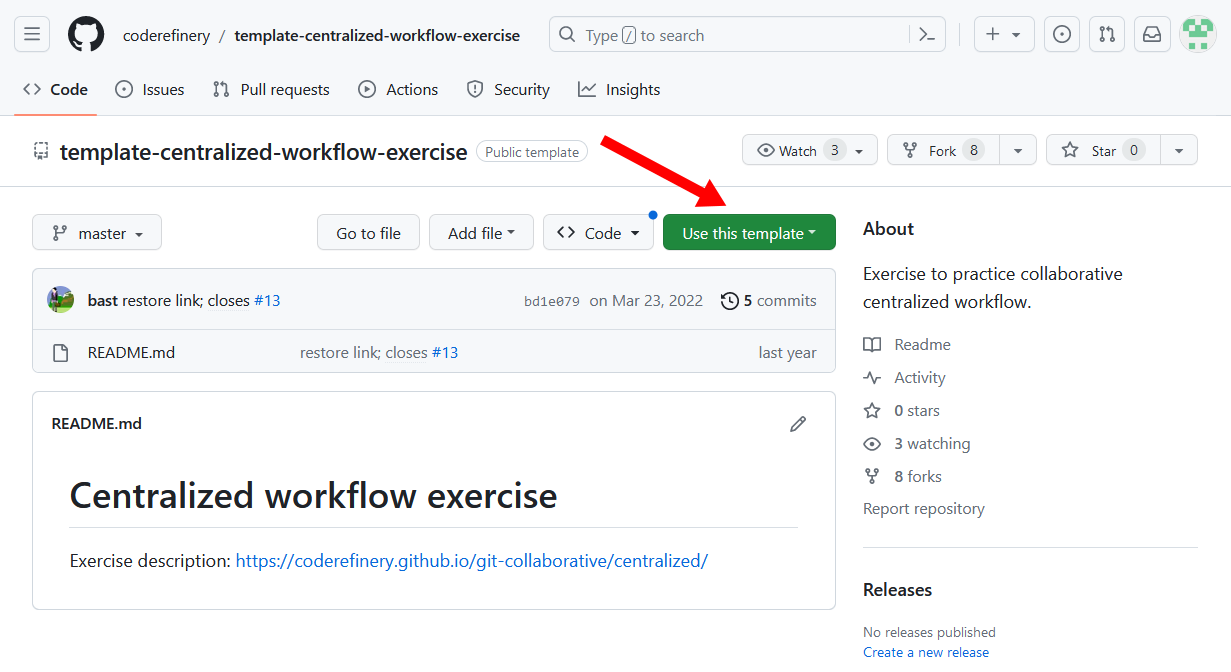 coderefinery / template-centralized-workflow-exercise
Type / to search
Code Issues Pull requests Actions Security Insights
template-centralized-workflow-exercise Public template
Watch 3 Fork 8 Star 0
master Go to file Add file Code Use this template
bast restore link; closes #13 bd1e079 on Mar 23, 2022 5 commits
README.md restore link; closes #13 last year
README.md
Centralized workflow exercise
Exercise description: https://coderefinery.github.io/git-collaborative/centralized/
About
Exercise to practice collaborative
centralized workflow.
Readme
Activity
0 stars
3 watching
8 forks
Report repository
Releases
No releases published
Create a new release